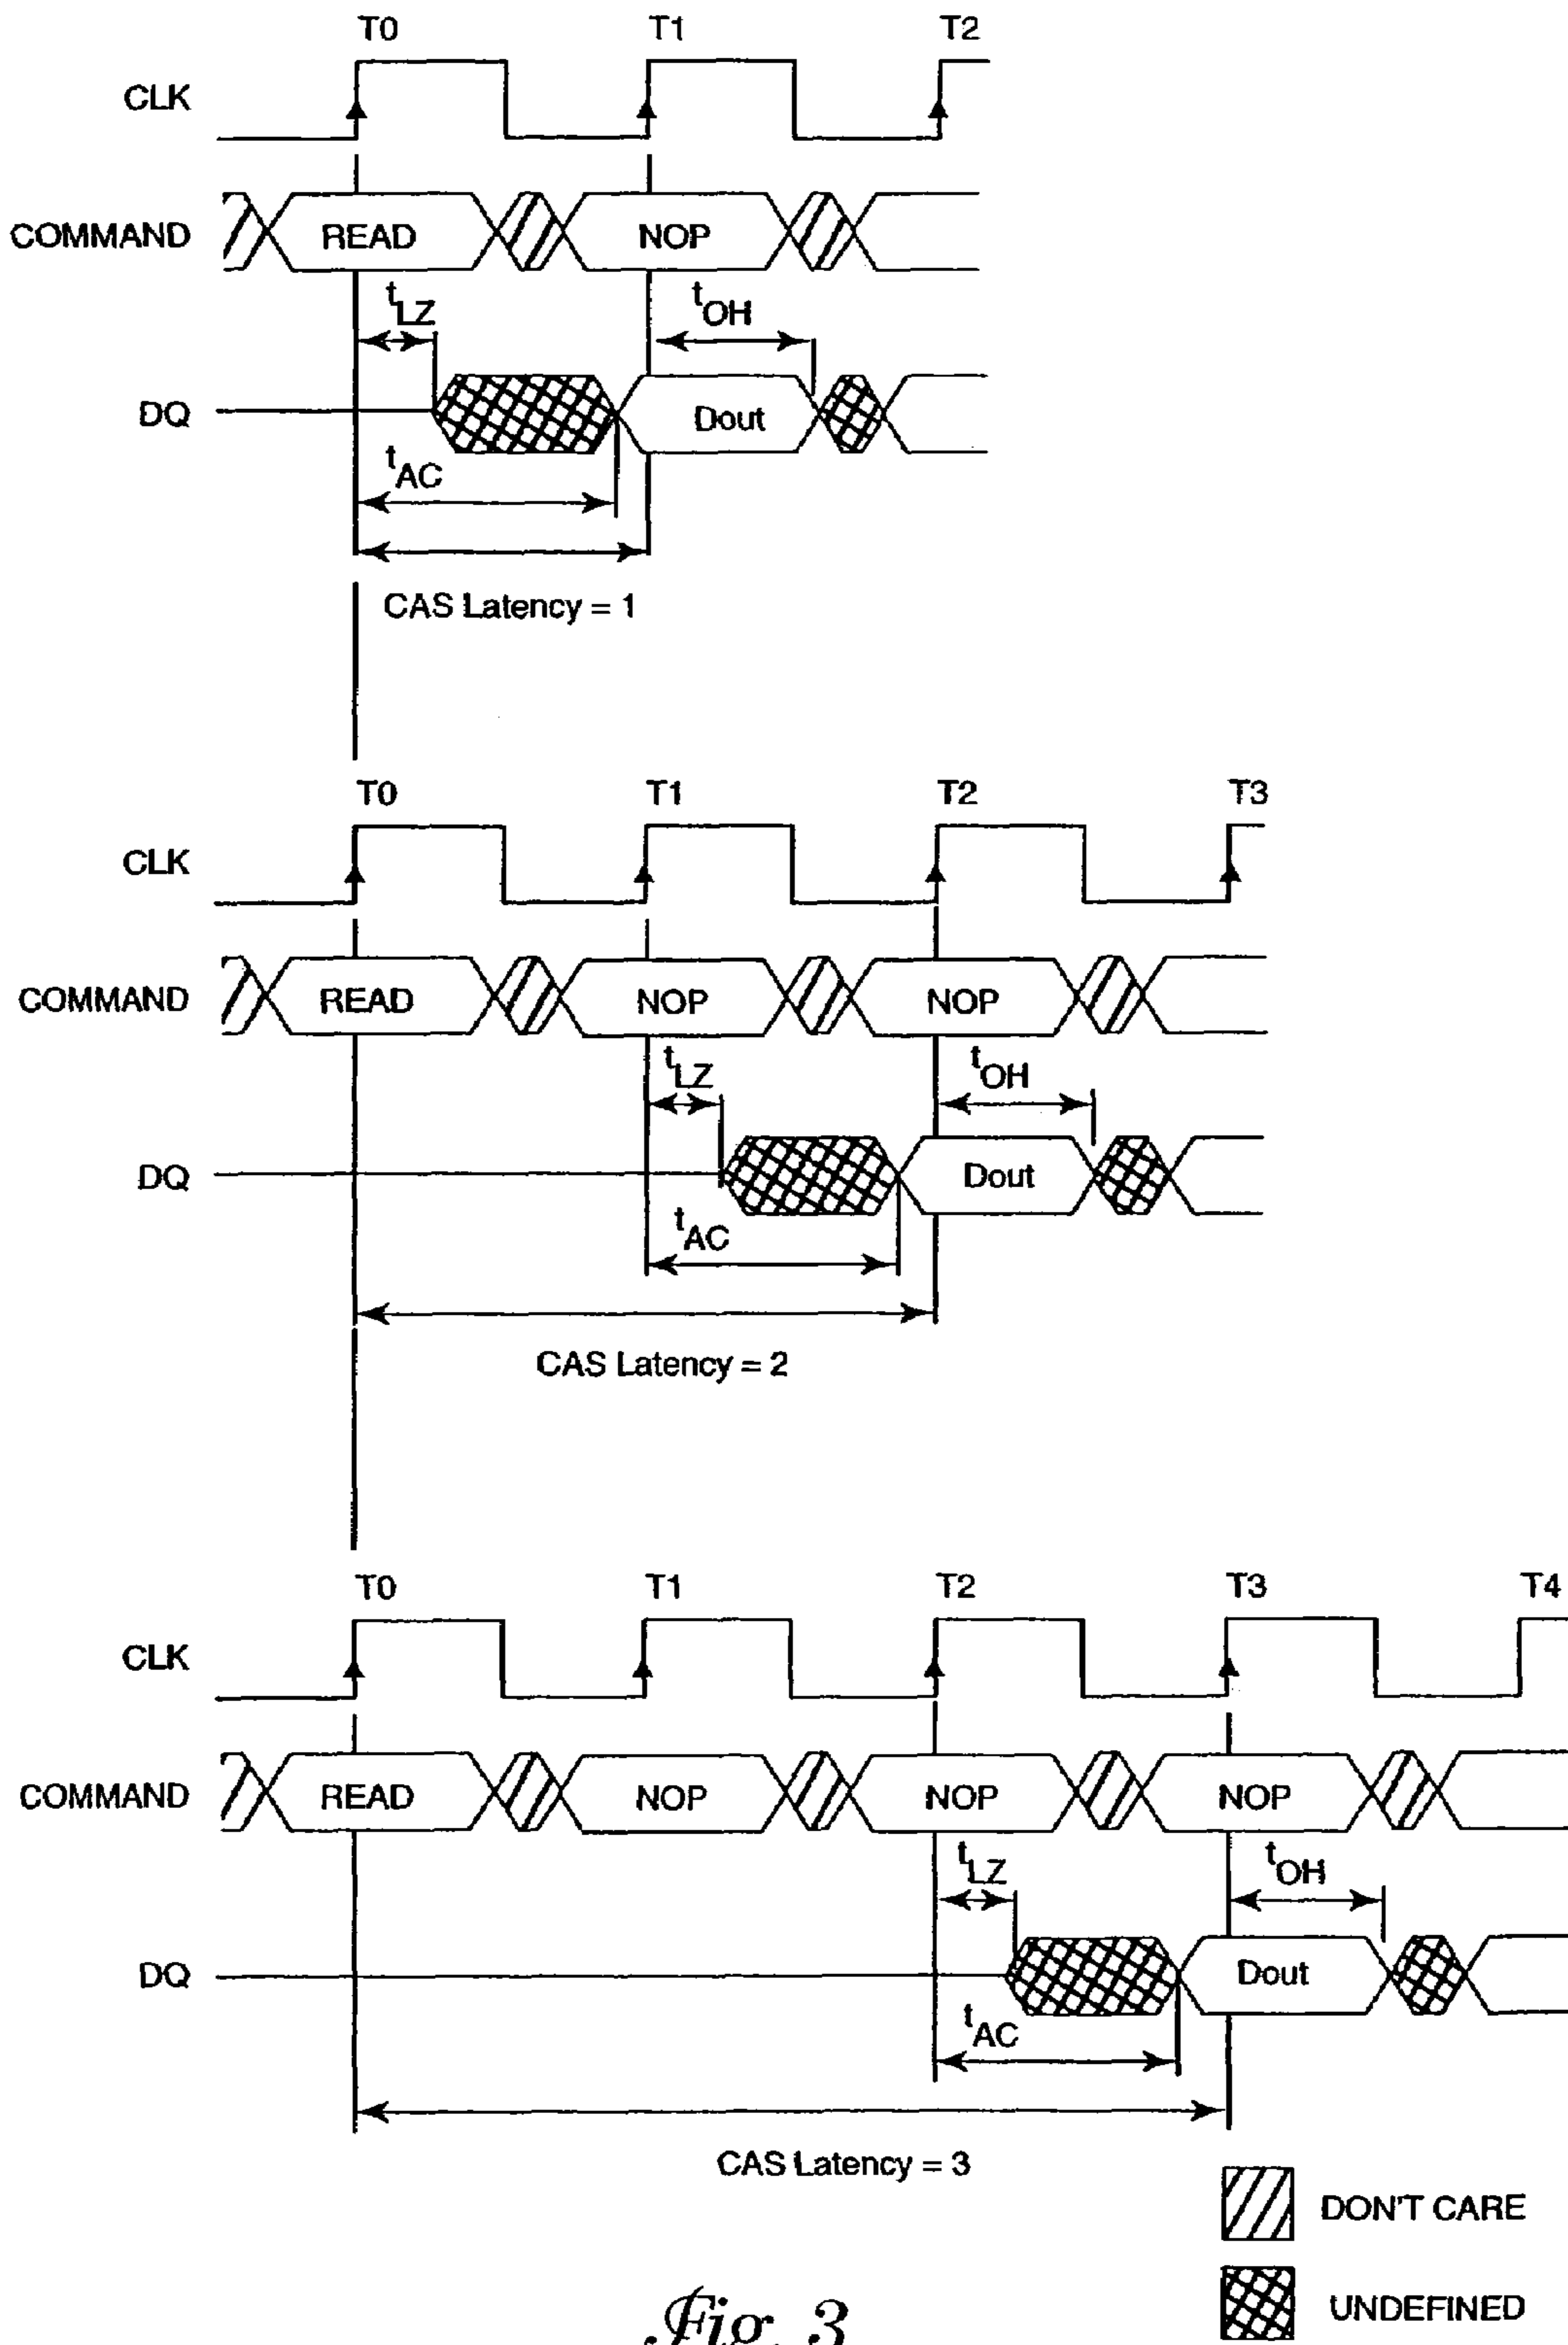 T0 T1 T2
CLK
COMMAND READ NOP
tLZ tOH
DQ Dout
tAC
CAS Latency = 1
T0 T1 T2 T3
CLK
COMMAND READ NOP NOP
tLZ tOH
DQ Dout
tAC
CAS Latency = 2
T0 T1 T2 T3 T4
CLK
COMMAND READ NOP NOP NOP
tLZ tOH
DQ Dout
tAC
CAS Latency = 3
DON'T CARE
UNDEFINED
Fig. 3